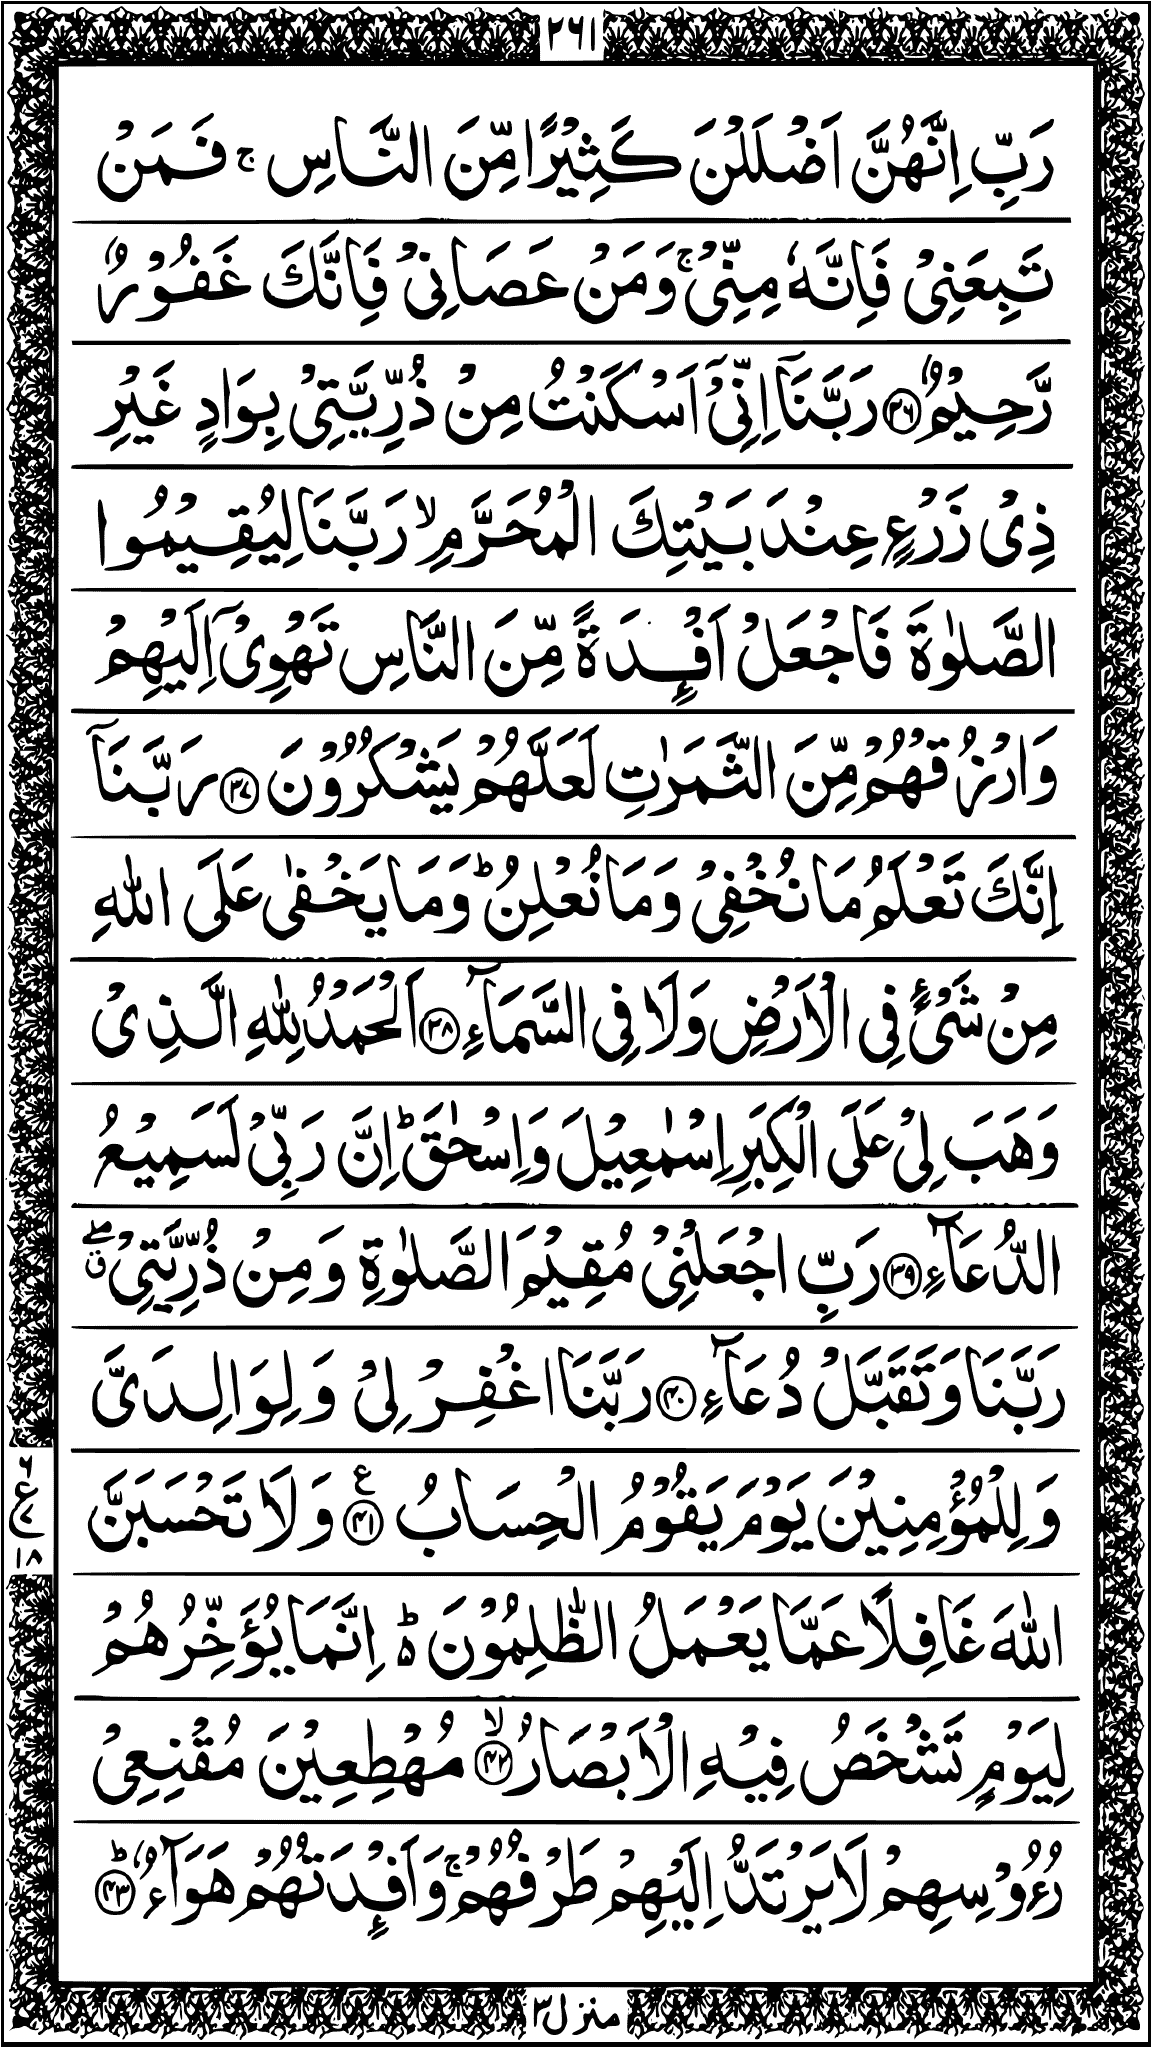 ٢٦١
رَبِّ اِنَّهُنَّ اَضْلَلْنَ كَثِيْرًا مِّنَ النَّاسِ ۚ فَمَنْ
تَبِعَنِيْ فَاِنَّهٗ مِنِّيْ ۚ وَمَنْ عَصَانِيْ فَاِنَّكَ غَفُوْرٌ
رَّحِيْمٌ ﴿٣٦﴾ رَبَّنَاۤ اِنِّيْۤ اَسْكَنْتُ مِنْ ذُرِّيَّتِيْ بِوَادٍ غَيْرِ
ذِيْ زَرْعٍ عِنْدَ بَيْتِكَ الْمُحَرَّمِ ۙ رَبَّنَا لِيُقِيْمُوا
الصَّلٰوةَ فَاجْعَلْ اَفْـِٕدَةً مِّنَ النَّاسِ تَهْوِيْۤ اِلَيْهِمْ
وَارْزُقْهُمْ مِّنَ الثَّمَرٰتِ لَعَلَّهُمْ يَشْكُرُوْنَ ﴿٣٧﴾ رَبَّنَاۤ
اِنَّكَ تَعْلَمُ مَا نُخْفِيْ وَمَا نُعْلِنُ ؕ وَمَا يَخْفٰى عَلَى اللّٰهِ
مِنْ شَيْءٍ فِي الْاَرْضِ وَلَا فِي السَّمَآءِ ﴿٣٨﴾ اَلْحَمْدُ لِلّٰهِ الَّذِيْ
وَهَبَ لِيْ عَلَى الْكِبَرِ اِسْمٰعِيْلَ وَاِسْحٰقَ ؕ اِنَّ رَبِّيْ لَسَمِيْعُ
الدُّعَآءِ ﴿٣٩﴾ رَبِّ اجْعَلْنِيْ مُقِيْمَ الصَّلٰوةِ وَمِنْ ذُرِّيَّتِيْ ۖق
رَبَّنَا وَتَقَبَّلْ دُعَآءِ ﴿٤٠﴾ رَبَّنَا اغْفِرْ لِيْ وَلِوَالِدَيَّ
وَلِلْمُؤْمِنِيْنَ يَوْمَ يَقُوْمُ الْحِسَابُ ﴿٤١﴾ ع وَلَا تَحْسَبَنَّ
٦
ع
٧
١٨
اللّٰهَ غَافِلًا عَمَّا يَعْمَلُ الظّٰلِمُوْنَ ؕ اِنَّمَا يُؤَخِّرُهُمْ
لِيَوْمٍ تَشْخَصُ فِيْهِ الْاَبْصَارُ ﴿٤٢﴾ ۙ مُهْطِعِيْنَ مُقْنِعِيْ
رُءُوْسِهِمْ لَا يَرْتَدُّ اِلَيْهِمْ طَرْفُهُمْ ۚ وَاَفْـِٕدَتُهُمْ هَوَآءٌ ﴿٤٣﴾ ؕ
منزل ٣